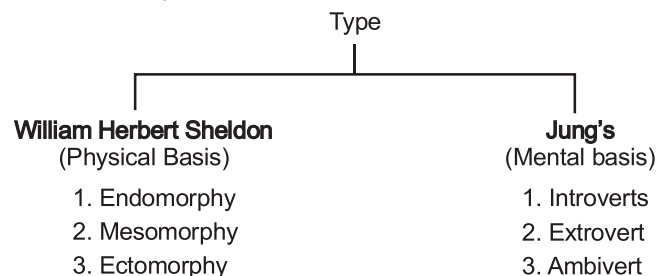 Type
William Herbert Sheldon
(Physical Basis)
1. Endomorphy
2. Mesomorphy
3. Ectomorphy
Jung's
(Mental basis)
1. Introverts
2. Extrovert
3. Ambivert